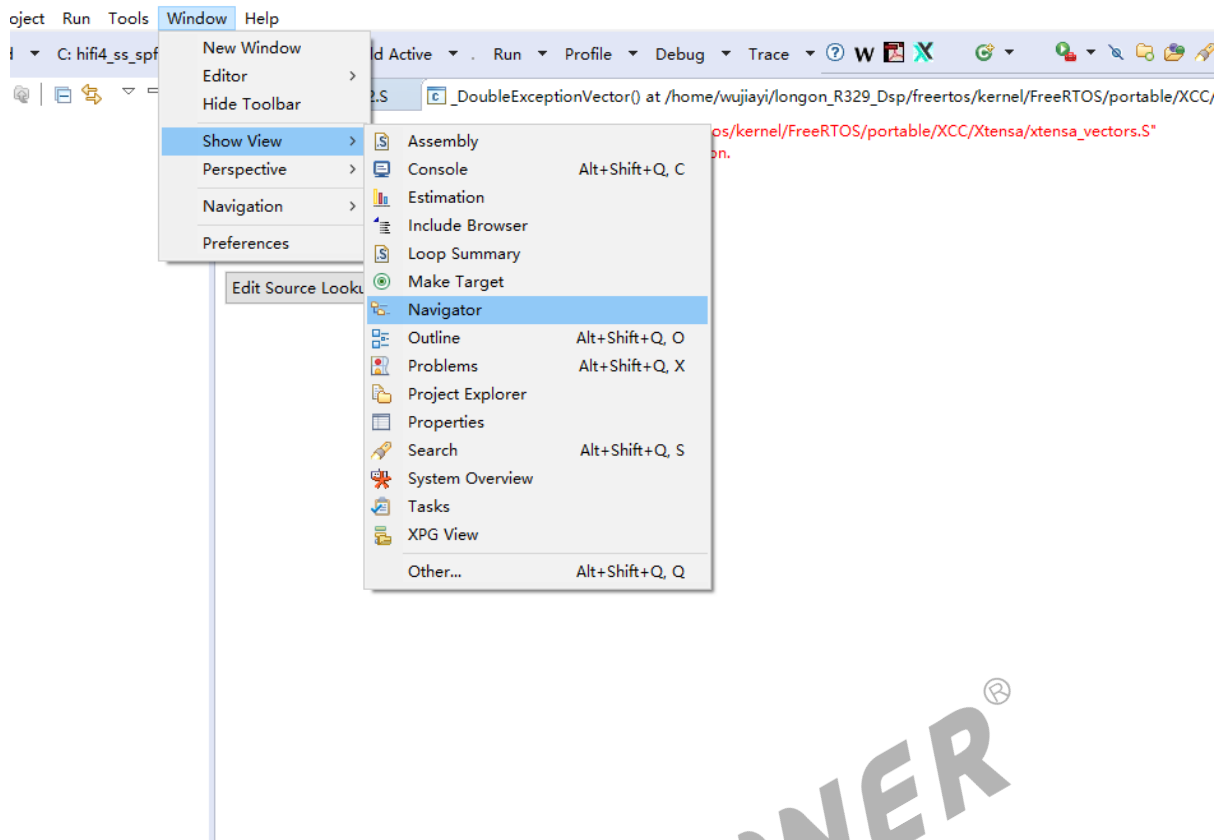 oject Run Tools Window Help
C: hifi4_ss_spf
ld Active . Run Profile Debug Trace
2.S
_DoubleExceptionVector() at /home/wujiayi/longon_R329_Dsp/freertos/kernel/FreeRTOS/portable/XCC/
os/kernel/FreeRTOS/portable/XCC/Xtensa/xtensa_vectors.S"
on.
New Window
Editor
Hide Toolbar
Show View
Perspective
Navigation
Preferences
Edit Source Looku
Assembly
Console Alt+Shift+Q, C
Estimation
Include Browser
Loop Summary
Make Target
Navigator
Outline Alt+Shift+Q, O
Problems Alt+Shift+Q, X
Project Explorer
Properties
Search Alt+Shift+Q, S
System Overview
Tasks
XPG View
Other... Alt+Shift+Q, Q
NER®